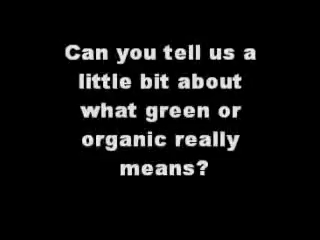 Can you tell us a
little bit about
what green or
organic really
means?